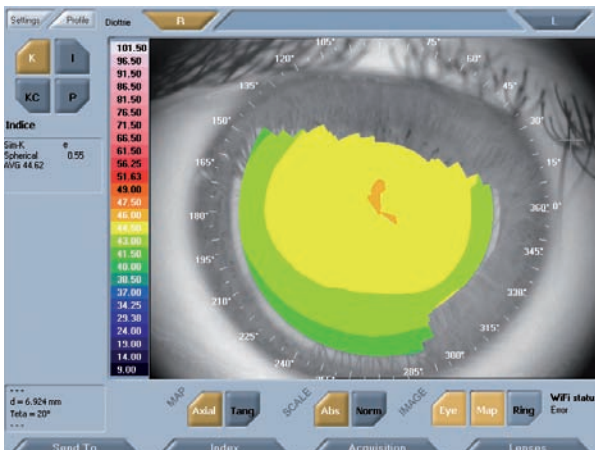 Settings Profile Diottrie R L
K I
KC P
Indice
Sim-K e
Spherical 0.55
AVG 44.62
101.50
96.50
91.50
86.50
81.50
76.50
71.50
66.50
61.50
56.25
51.63
49.00
47.50
46.00
44.50
43.00
41.50
40.00
38.50
37.00
34.25
29.38
24.00
19.00
14.00
9.00
105° 75°
120° 60°
45°
150° 30°
165° 15°
180° 360° 0°
195° 345°
210° 330°
225° 315°
240° 300°
285°
---
d = 6.924 mm
Teta = 20°
---
MAP Axial Tang SCALE Abs Norm IMAGE Eye Map Ring
WiFi status
Error
Send To Index Acquisition Lenses